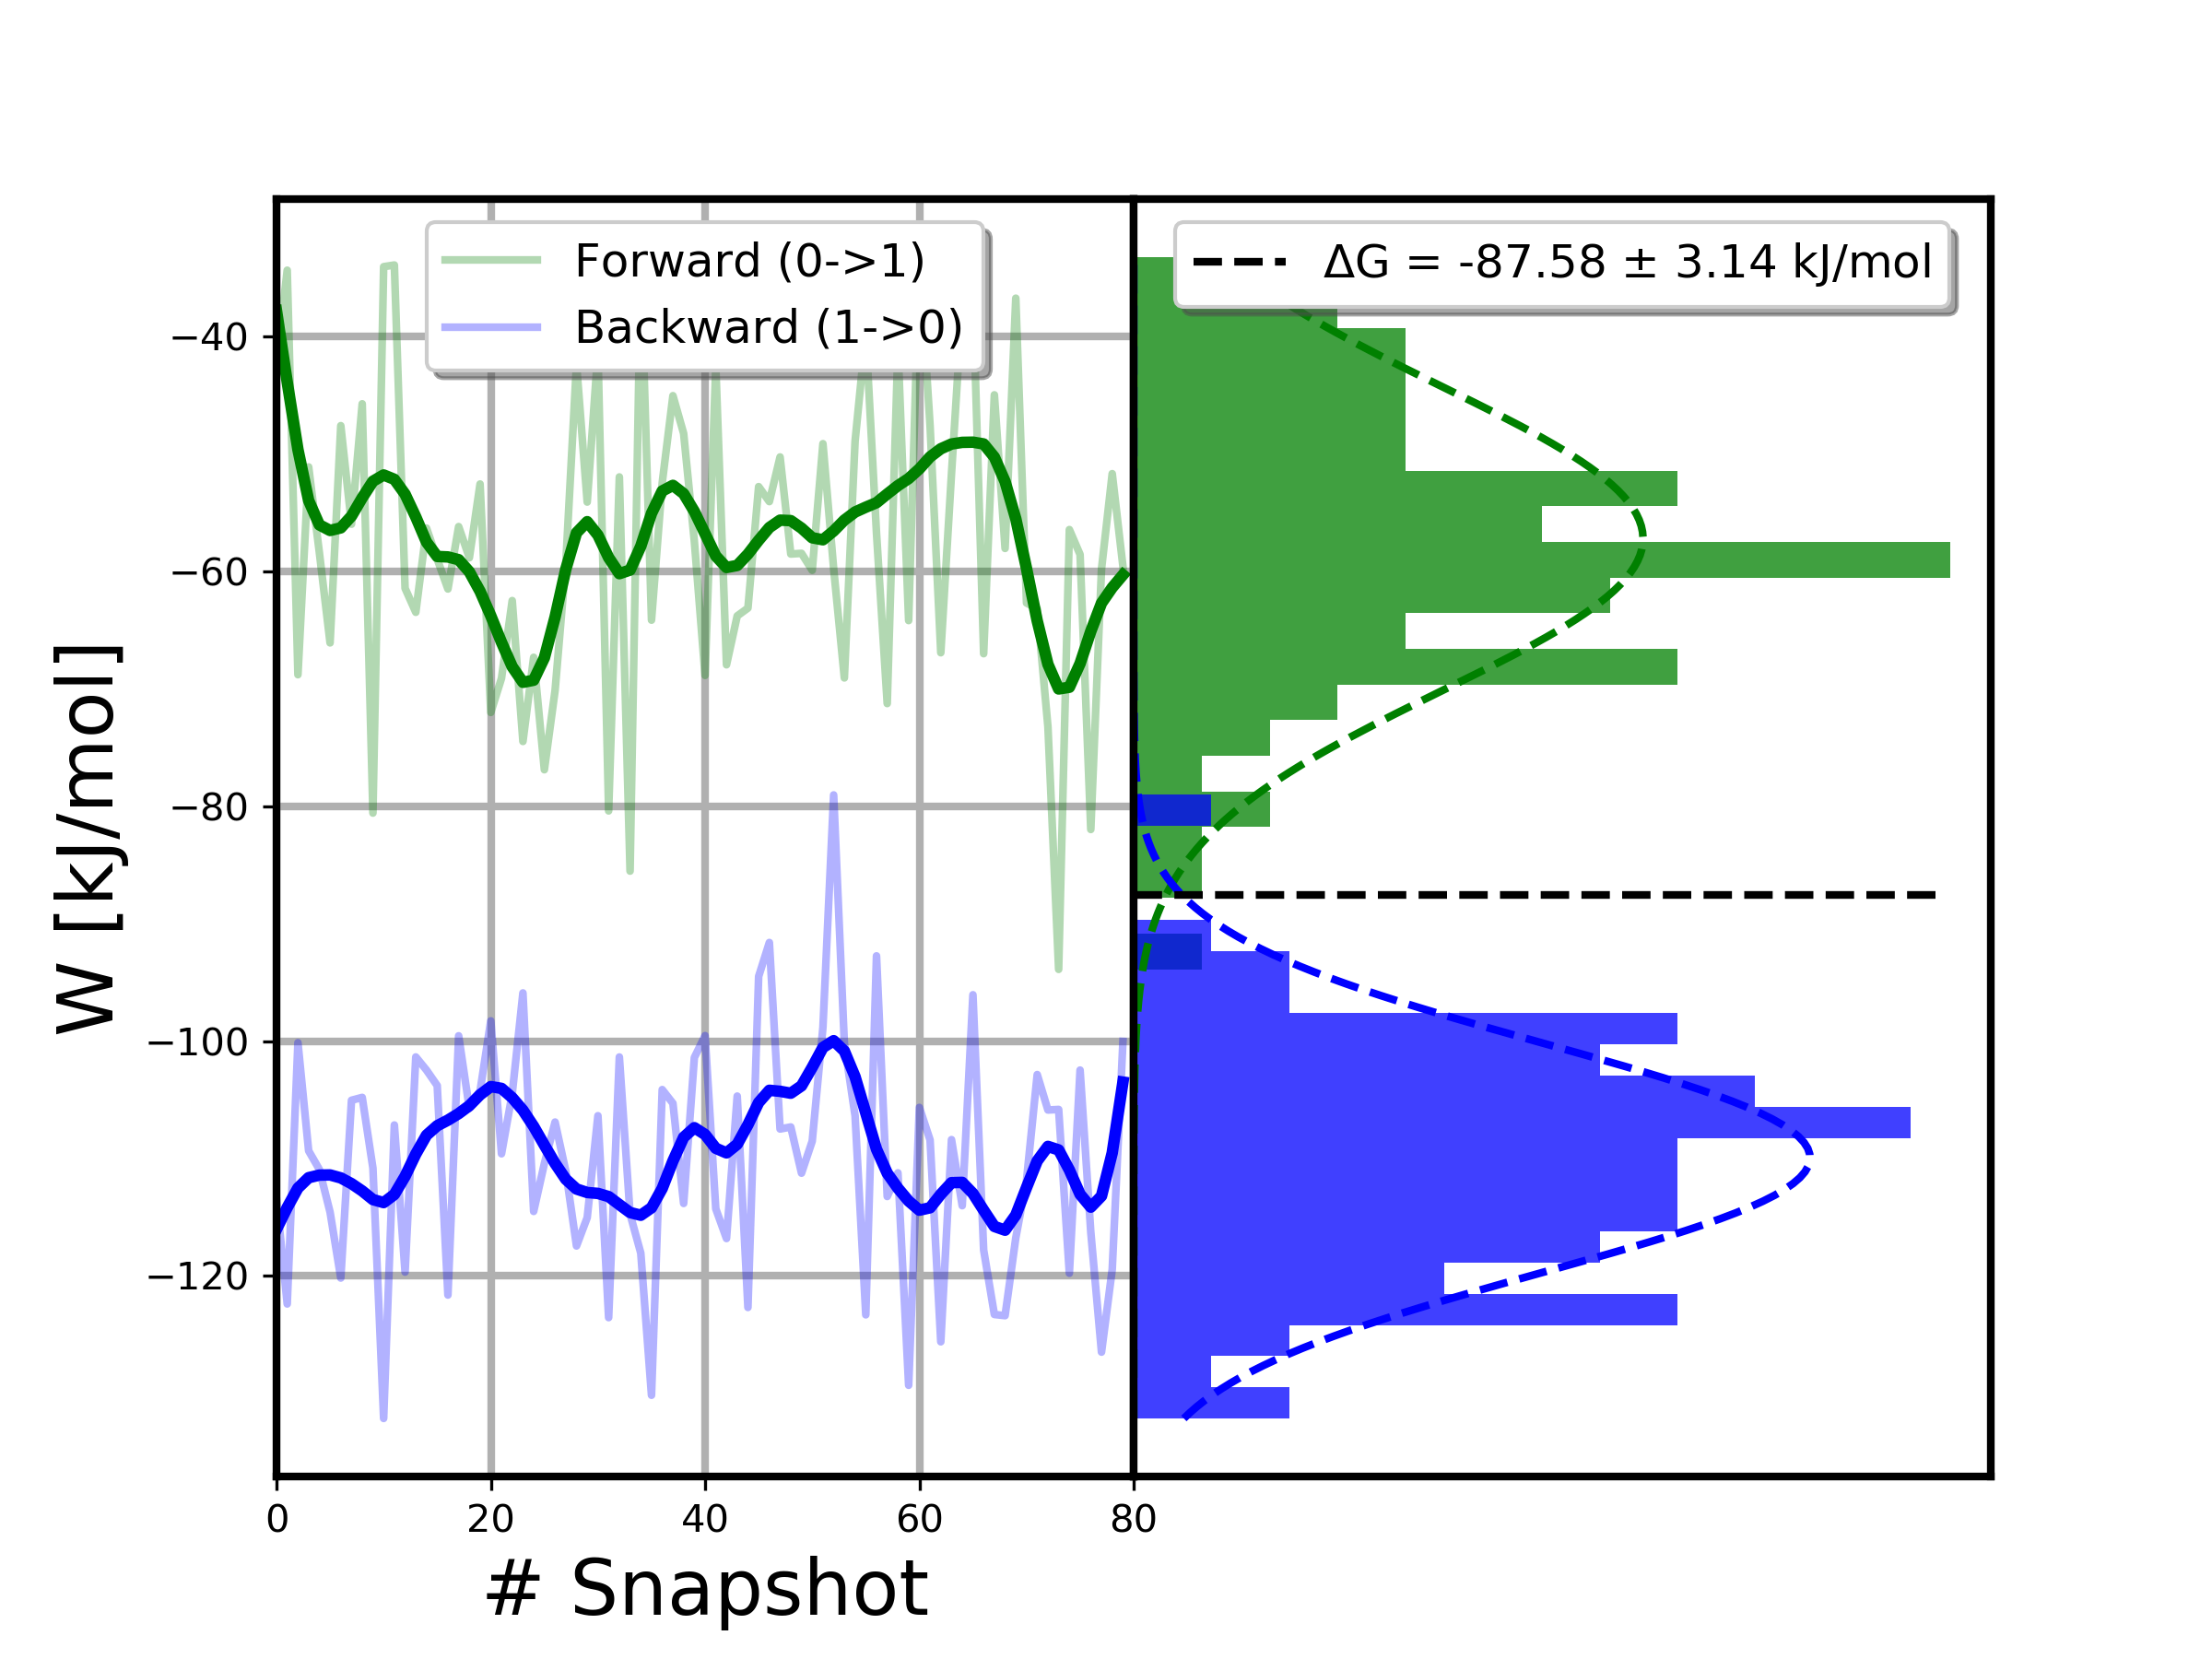 Forward (0->1)
Backward (1->0)
ΔG = -87.58 ± 3.14 kJ/mol
W [kJ/mol]
−40
−60
−80
−100
−120
0 20 40 60 80
# Snapshot